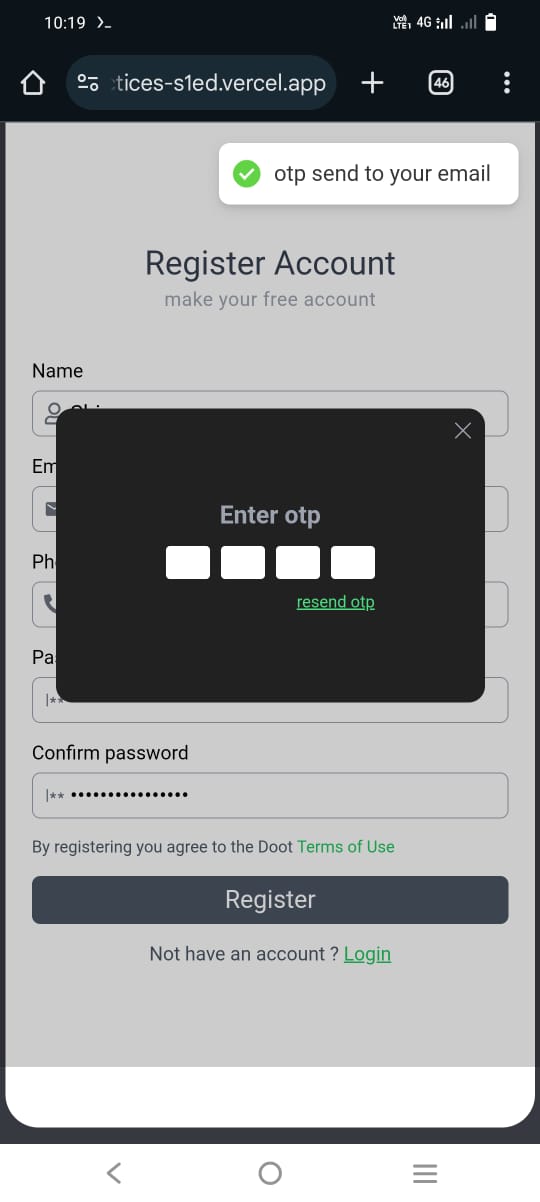 10:19
VoI) LTE1 4G
tices-s1ed.vercel.app
46
otp send to your email
Register Account
make your free account
Name
Em
Enter otp
Ph
resend otp
Pa
Confirm password
••••••••••••••••
By registering you agree to the Doot Terms of Use
Register
Not have an account ? Login